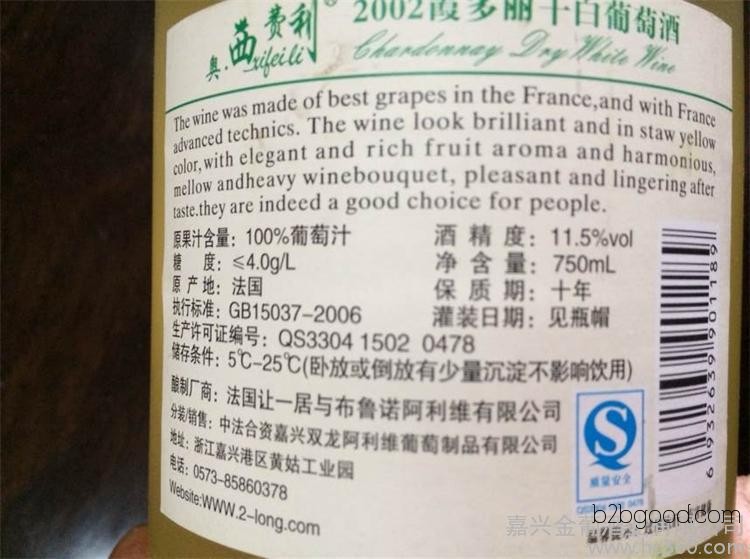 奥·茜费利® 2002霞多丽干白葡萄酒
xifeili Chardonnay Dry White Wine
The wine was made of best grapes in the France,and with France
advanced technics. The wine look brilliant and in staw yellow
color,with elegant and rich fruit aroma and harmonious,
mellow andheavy winebouquet, pleasant and lingering after
taste.they are indeed a good choice for people.
原果汁含量: 100%葡萄汁 酒 精 度: 11.5%vol
糖 度: ≤4.0g/L 净 含 量: 750mL
原 产 地: 法国 保 质 期: 十年
执行标准: GB15037-2006 灌装日期: 见瓶帽
生产许可证编号: QS3304 1502 0478
储存条件: 5℃-25℃(卧放或倒放有少量沉淀不影响饮用)
酿制厂商: 法国让一居与布鲁诺阿利维有限公司
分装/销售: 中法合资嘉兴双龙阿利维葡萄制品有限公司
地址: 浙江嘉兴港区黄姑工业园
电话: 0573-85860378
Website:WWW.2-long.com
质量安全
6 932639 901189
b2bgood.com